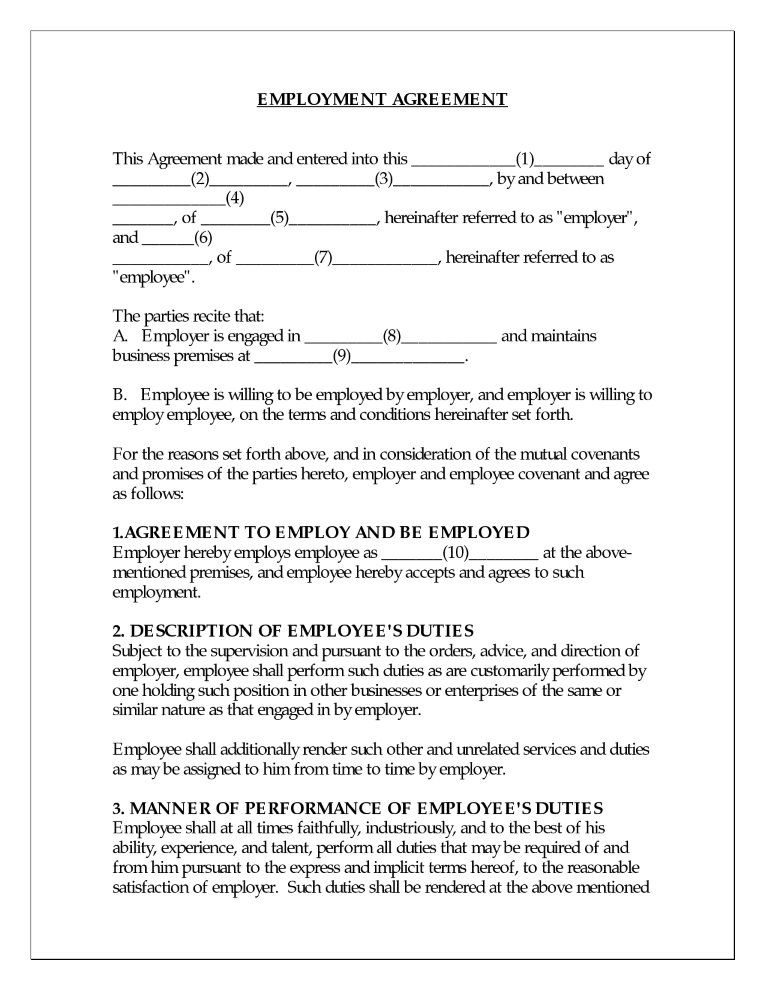 EMPLOYMENT AGREEMENT
This Agreement made and entered into this ____________(1)________ day of
_________(2)_________, _________(3)___________, by and between
_____________(4)
_______, of ________(5)__________, hereinafter referred to as "employer",
and ______(6)
___________, of _________(7)____________, hereinafter referred to as
"employee".
The parties recite that:
A. Employer is engaged in _________(8)___________ and maintains
business premises at _________(9)_____________.
B. Employee is willing to be employed by employer, and employer is willing to
employ employee, on the terms and conditions hereinafter set forth.
For the reasons set forth above, and in consideration of the mutual covenants
and promises of the parties hereto, employer and employee covenant and agree
as follows:
1.AGREEMENT TO EMPLOY AND BE EMPLOYED
Employer hereby employs employee as _______(10)________ at the above-
mentioned premises, and employee hereby accepts and agrees to such
employment.
2. DESCRIPTION OF EMPLOYEE'S DUTIES
Subject to the supervision and pursuant to the orders, advice, and direction of
employer, employee shall perform such duties as are customarily performed by
one holding such position in other businesses or enterprises of the same or
similar nature as that engaged in by employer.
Employee shall additionally render such other and unrelated services and duties
as may be assigned to him from time to time by employer.
3. MANNER OF PERFORMANCE OF EMPLOYEE'S DUTIES
Employee shall at all times faithfully, industriously, and to the best of his
ability, experience, and talent, perform all duties that may be required of and
from him pursuant to the express and implicit terms hereof, to the reasonable
satisfaction of employer. Such duties shall be rendered at the above mentioned